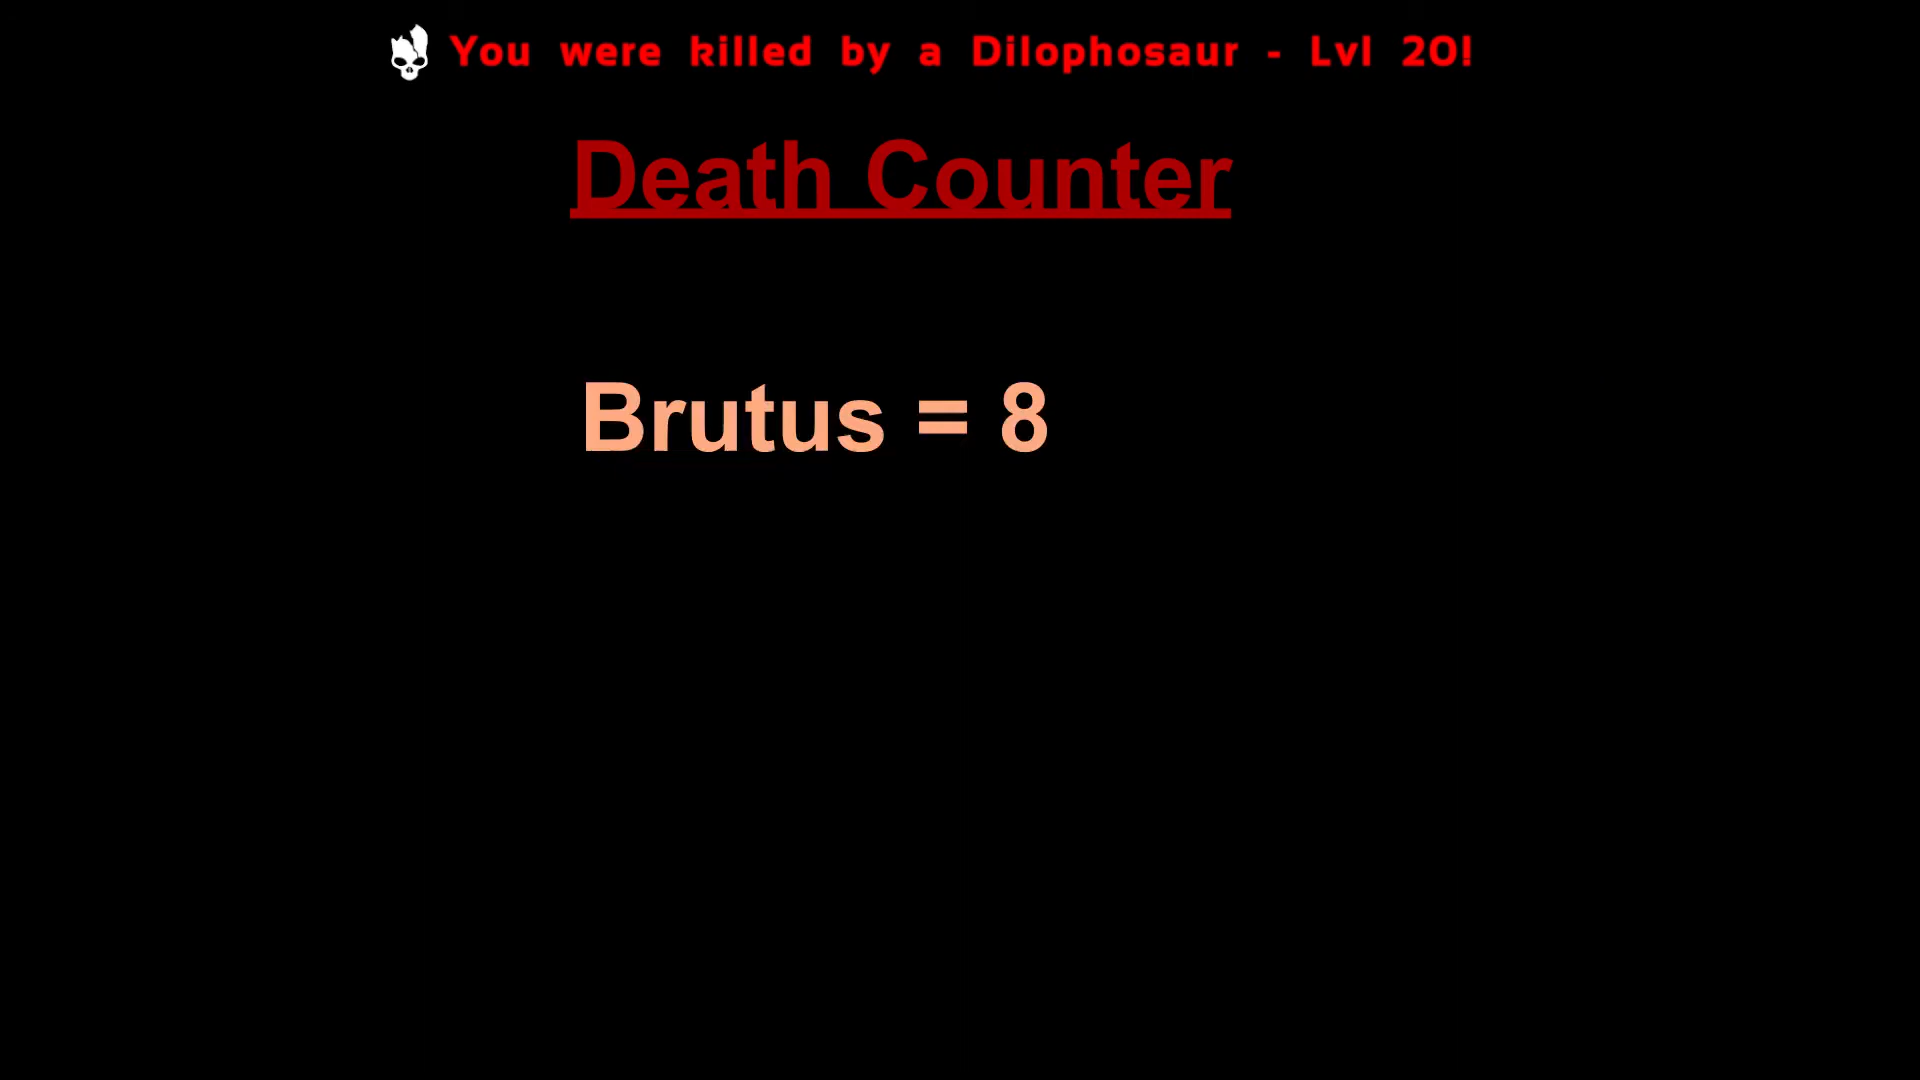 You were killed by a Dilophosaur - Lvl 20!
Death Counter
Brutus = 8